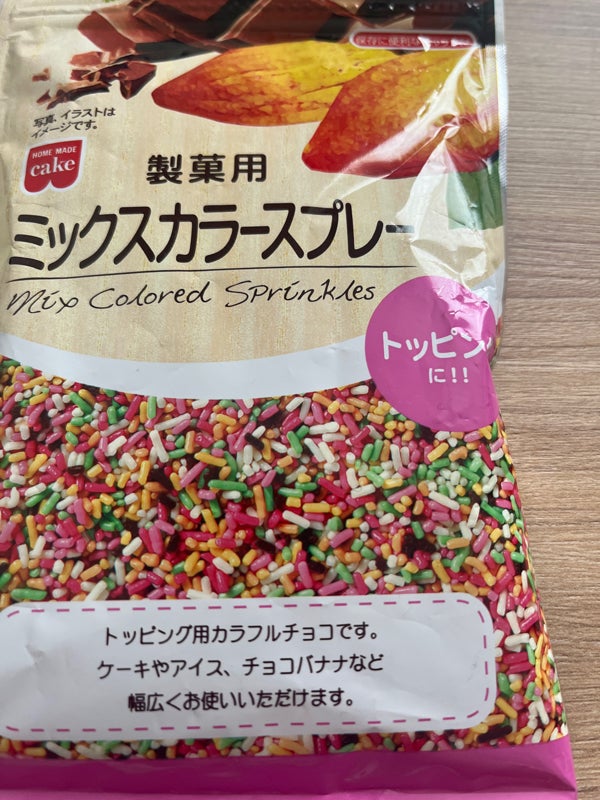 写真、イラストは
イメージです。
HOME MADE
cake
製菓用
ミックスカラースプレー
Mix Colored Sprinkles
トッピン
に!!
トッピング用カラフルチョコです。
ケーキやアイス、チョコバナナなど
幅広くお使いいただけます。